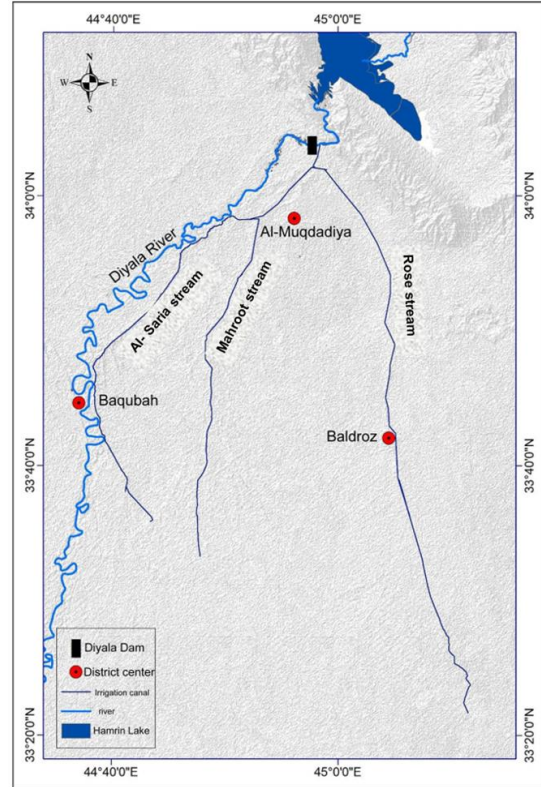 44°40'0"E
45°0'0"E
N
W
E
S
34°0'0"N
34°0'0"N
Al-Muqdadiya
Diyala River
Al- Saria stream
Mahroot stream
Rose stream
Baqubah
Baldroz
33°40'0"N
33°40'0"N
Diyala Dam
District center
Irrigation canal
river
Hamrin Lake
33°20'0"N
33°20'0"N
44°40'0"E
45°0'0"E